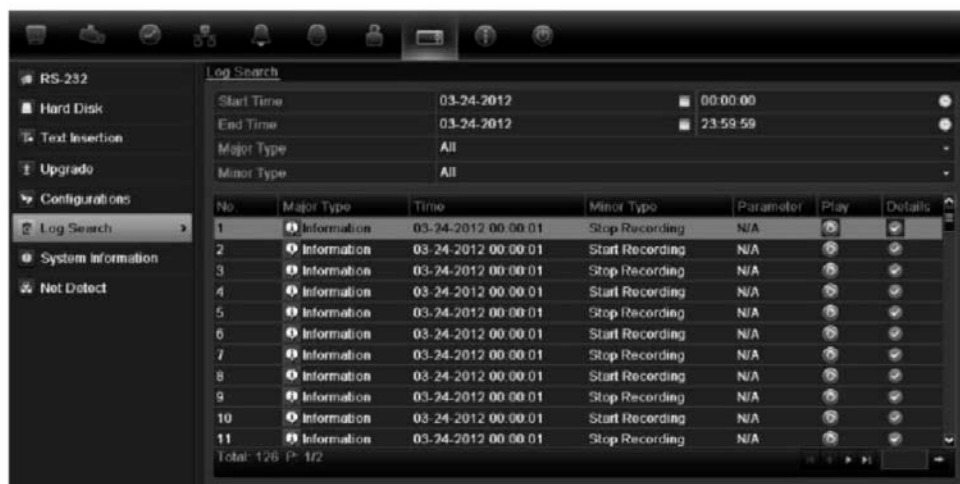 Log Search
RS-232
Hard Disk
Text Insertion
Upgrade
Configurations
Log Search
System Information
Net Detect
Start Time 03-24-2012 00:00:00
End Time 03-24-2012 23:59:59
Major Type All
Minor Type All
No. Major Type Time Minor Type Parameter Play Details
1 Information 03-24-2012 00:00:01 Stop Recording N/A
2 Information 03-24-2012 00:00:01 Start Recording N/A
3 Information 03-24-2012 00:00:01 Stop Recording N/A
4 Information 03-24-2012 00:00:01 Start Recording N/A
5 Information 03-24-2012 00:00:01 Stop Recording N/A
6 Information 03-24-2012 00:00:01 Start Recording N/A
7 Information 03-24-2012 00:00:01 Stop Recording N/A
8 Information 03-24-2012 00:00:01 Start Recording N/A
9 Information 03-24-2012 00:00:01 Stop Recording N/A
10 Information 03-24-2012 00:00:01 Start Recording N/A
11 Information 03-24-2012 00:00:01 Stop Recording N/A
Total: 126 P: 1/2